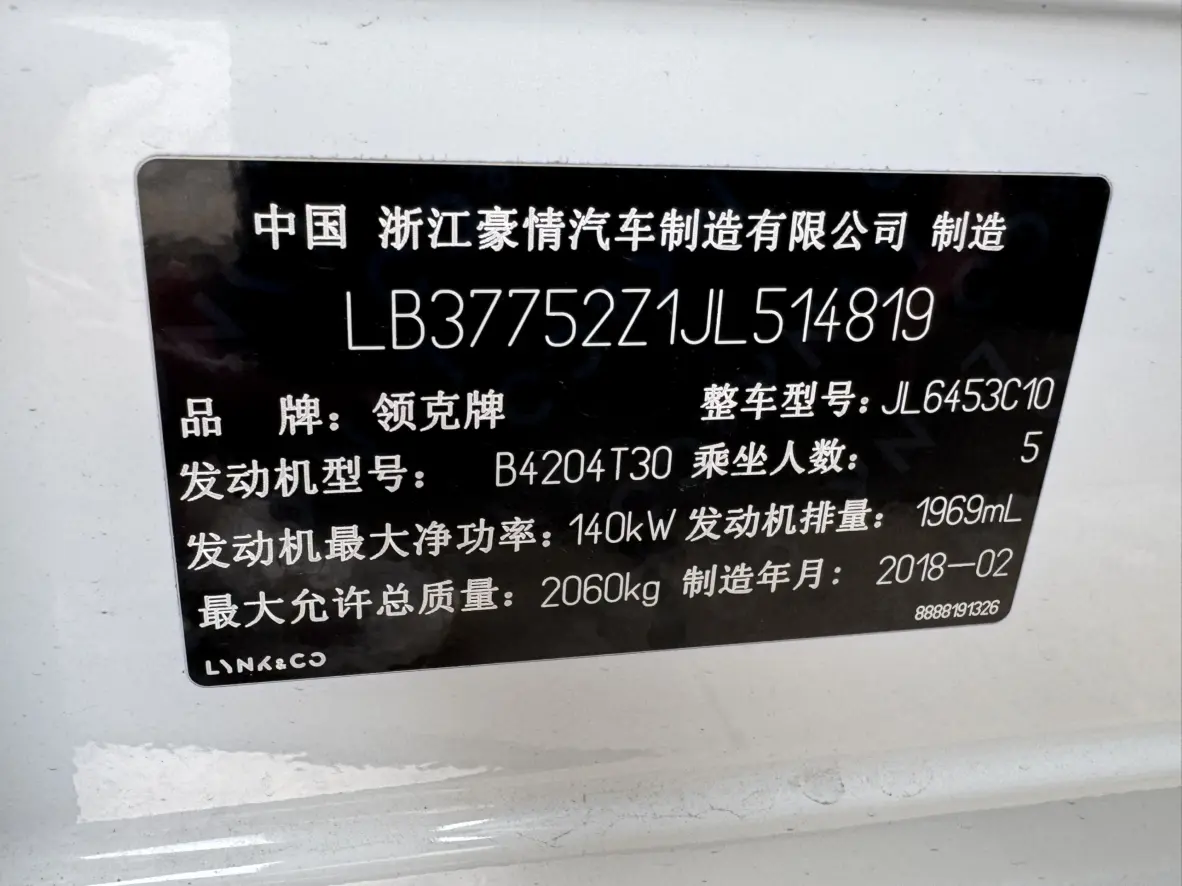 中国 浙江豪情汽车制造有限公司 制造
LB37752Z1JL514819
品 牌：领克牌 整车型号：JL6453C10
发动机型号： B4204T30 乘坐人数： 5
发动机最大净功率：140kW 发动机排量： 1969mL
最大允许总质量：2060kg 制造年月： 2018-02
8888191326
LYNK&CO